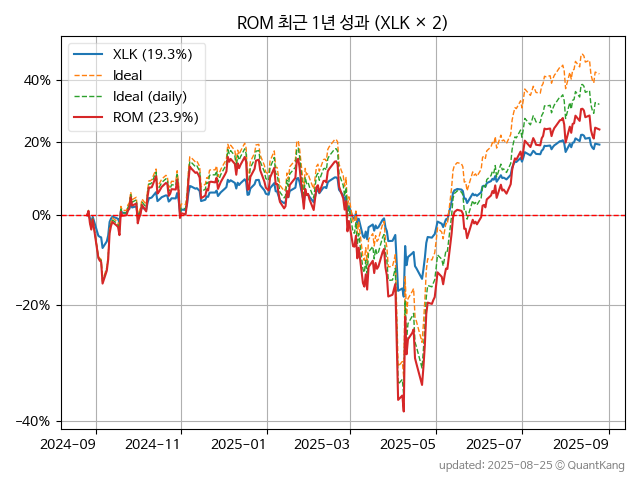 ROM 최근 1년 성과 (XLK × 2)
XLK (19.3%)
Ideal
Ideal (daily)
ROM (23.9%)
40%
20%
0%
−20%
−40%
2024-09 2024-11 2025-01 2025-03 2025-05 2025-07 2025-09
updated: 2025-08-25 © QuantKang